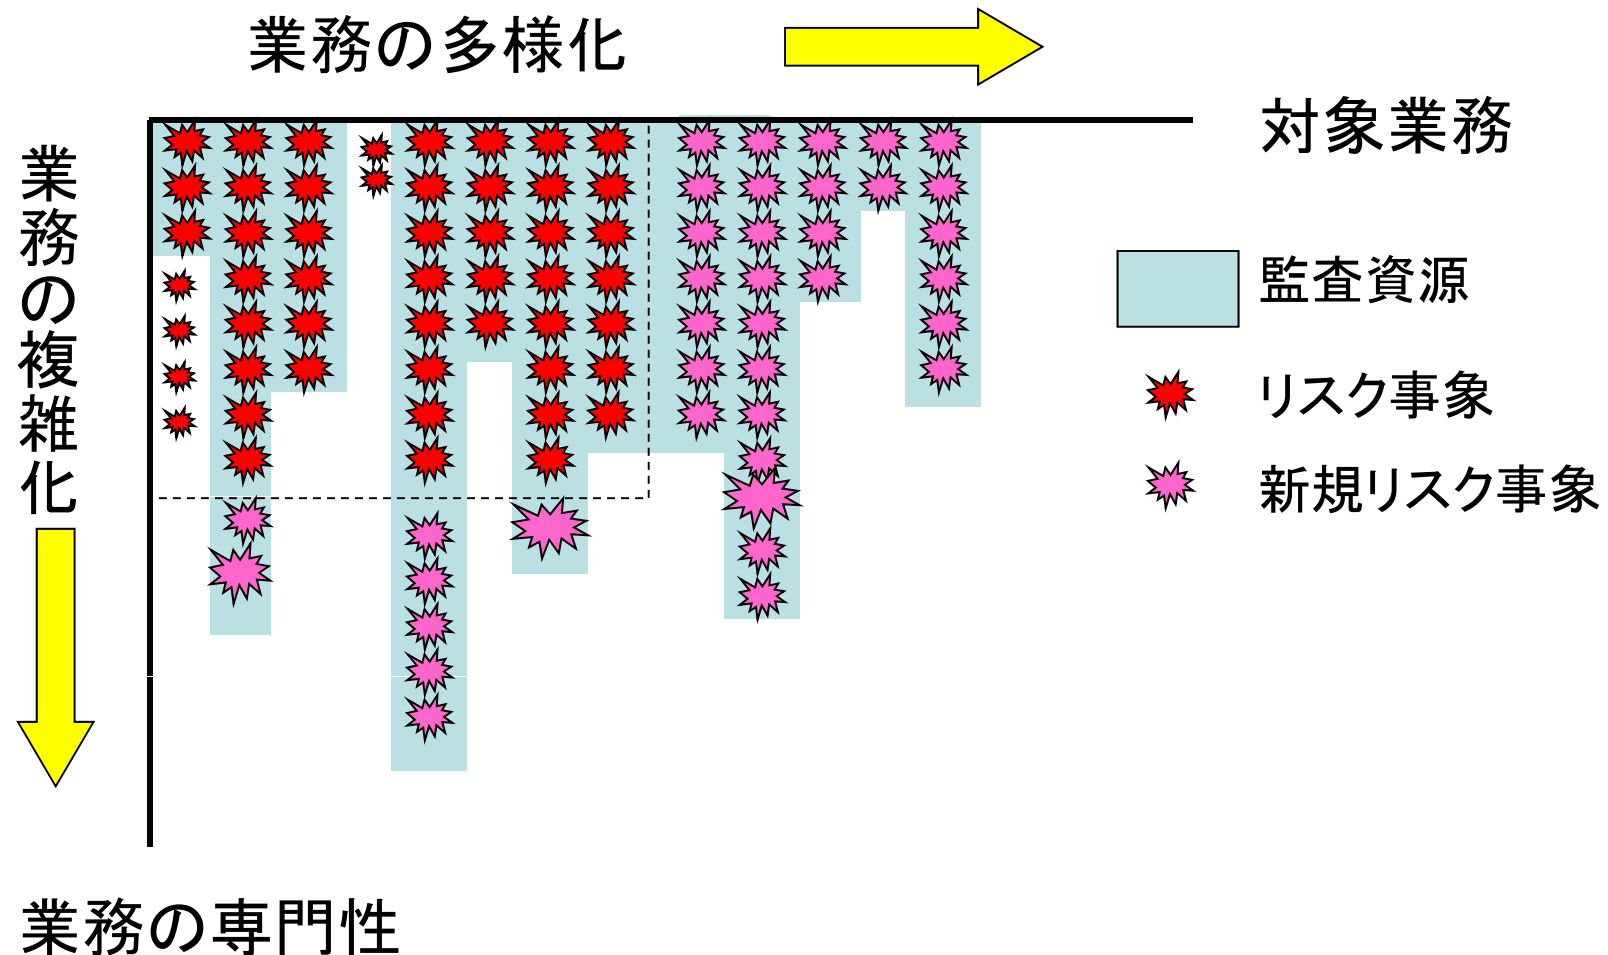 業務の多様化
対象業務
業務の複雑化
監査資源
リスク事象
新規リスク事象
業務の専門性